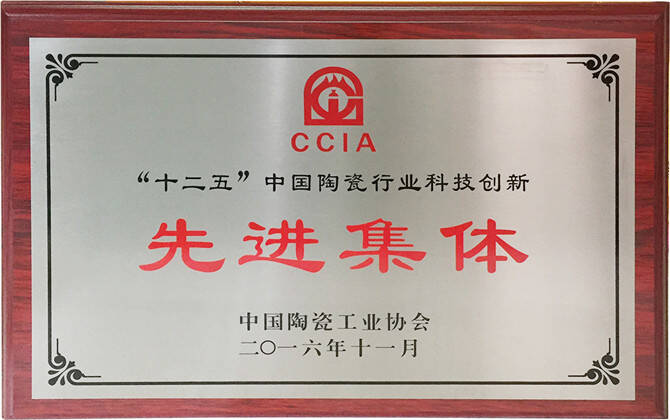 CCIA
“十二五”中国陶瓷行业科技创新
先进集体
中国陶瓷工业协会
二〇一六年十一月